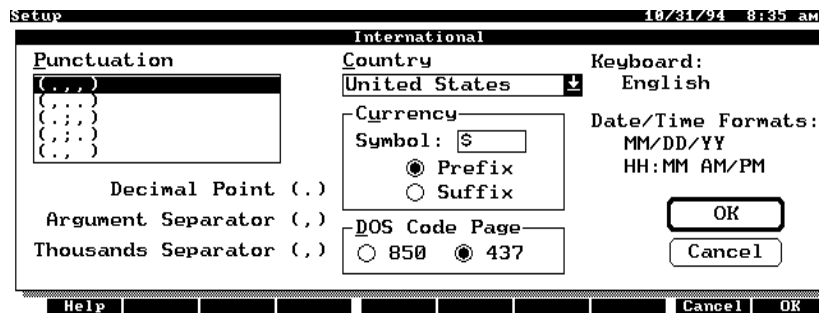 Setup 10/31/94 8:35 AM
International
Punctuation
(.,,)
(,..)
(.;,)
(,;.)
(., )
Decimal Point (.)
Argument Separator (,)
Thousands Separator (,)
Country
United States
Currency
Symbol: $
Prefix
Suffix
DOS Code Page
850 437
Keyboard:
English
Date/Time Formats:
MM/DD/YY
HH:MM AM/PM
OK
Cancel
Help Cancel OK